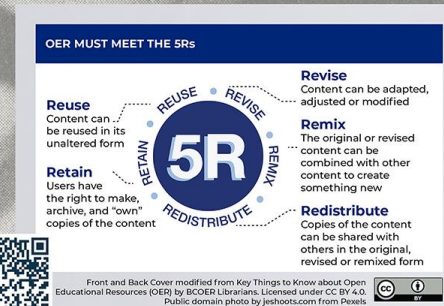 OER MUST MEET THE 5Rs
Reuse
Content can
be reused in its
unaltered form
Retain
Users have
the right to make,
archive, and “own”
copies of the content
REUSE
REVISE
REMIX
REDISTRIBUTE
RETAIN
5R
Revise
Content can be adapted,
adjusted or modified
Remix
The original or revised
content can be
combined with other
content to create
something new
Redistribute
Copies of the content
can be shared with
others in the original,
revised or remixed form
Front and Back Cover modified from Key Things to Know about Open
Educational Resources (OER) by BCOER Librarians. Licensed under CC BY 4.0.
Public domain photo by jeshoots.com from Pexels
cc
BY